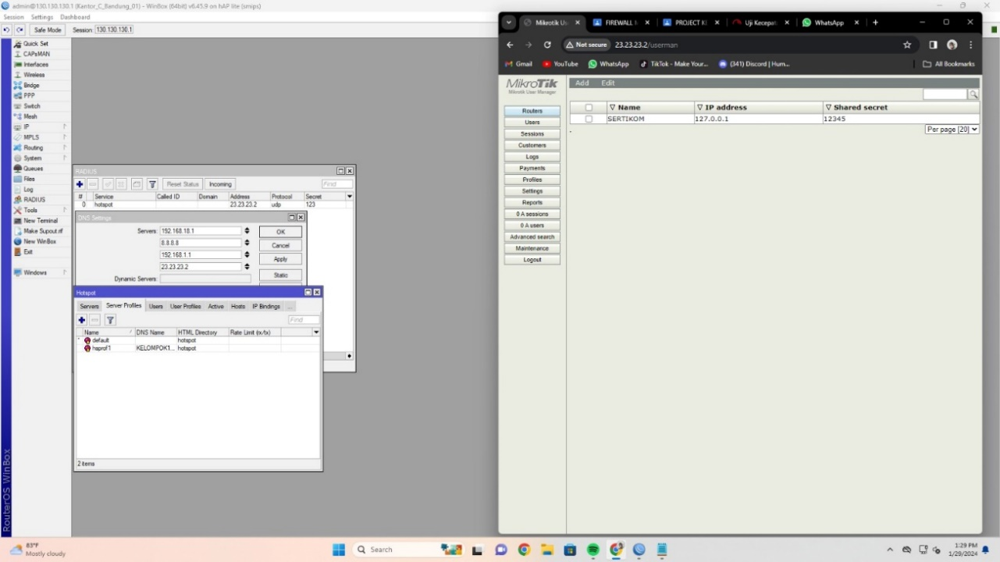 admin@130.130.130.1 (Kantor_C_Bandung_01) - WinBox (64bit) v6.45.9 on hAP lite (smips)
Session Settings Dashboard
Safe Mode Session: 130.130.130.1
Quick Set
CAPsMAN
Interfaces
Wireless
Bridge
PPP
Switch
Mesh
IP
MPLS
Routing
System
Queues
Files
Log
RADIUS
Tools
New Terminal
Make Supout.rif
New WinBox
Exit
Windows
RouterOS WinBox
RADIUS
Reset Status Incoming Find
# Service Called ID Domain Address Protocol Secret
0 hotspot 23.23.23.2 udp 123
DNS Settings
Servers: 192.168.18.1 OK
8.8.8.8 Cancel
192.168.1.1 Apply
23.23.23.2
Dynamic Servers: Static
Hotspot
Servers Server Profiles Users User Profiles Active Hosts IP Bindings ...
Find
Name DNS Name HTML Directory Rate Limit (rx/tx)
* default hotspot
hsprof1 KELOMPOK1... hotspot
2 items
Mikrotik Us FIREWALL PROJECT Uji Kecepat WhatsApp
Not secure 23.23.23.2/userman
Gmail YouTube WhatsApp TikTok - Make Your... (341) Discord | Hum... All Bookmarks
MikroTik
Mikrotik User Manager
Add Edit
Routers
Users
Sessions
Customers
Logs
Payments
Profiles
Settings
Reports
0 A sessions
0 A users
Advanced search
Maintenance
Logout
Name IP address Shared secret
SERTIKOM 127.0.0.1 12345
Per page [20]
83°F
Mostly cloudy
Search
1:29 PM
1/29/2024